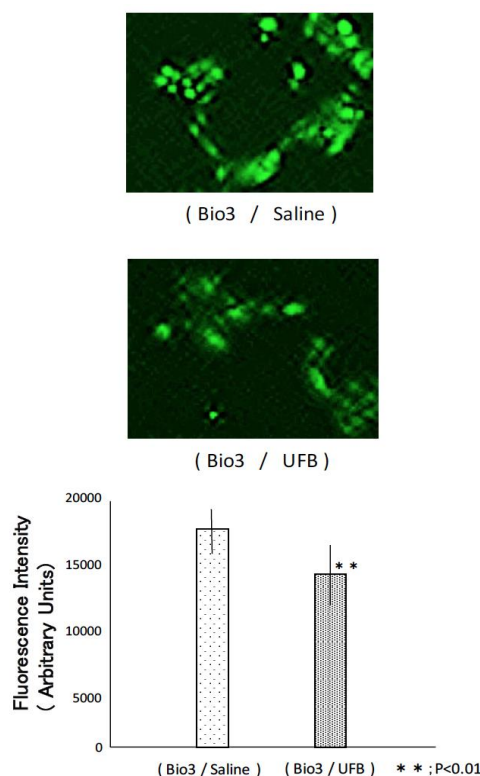 ( Bio3 / Saline )
( Bio3 / UFB )
Fluorescence Intensity
( Arbitrary Units)
20000
15000
10000
5000
0
**
( Bio3 / Saline)
( Bio3 / UFB)
** ; P<0.01